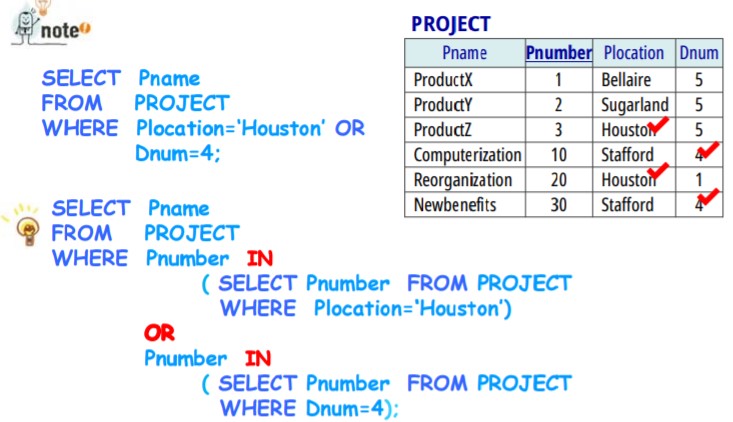 note
SELECT Pname
FROM PROJECT
WHERE Plocation='Houston' OR
Dnum=4;
PROJECT
Pname Pnumber Plocation Dnum
ProductX 1 Bellaire 5
ProductY 2 Sugarland 5
ProductZ 3 Houston 5
Computerization 10 Stafford 4
Reorganization 20 Houston 1
Newbenefits 30 Stafford 4
SELECT Pname
FROM PROJECT
WHERE Pnumber IN
( SELECT Pnumber FROM PROJECT
WHERE Plocation='Houston')
OR
Pnumber IN
( SELECT Pnumber FROM PROJECT
WHERE Dnum=4);